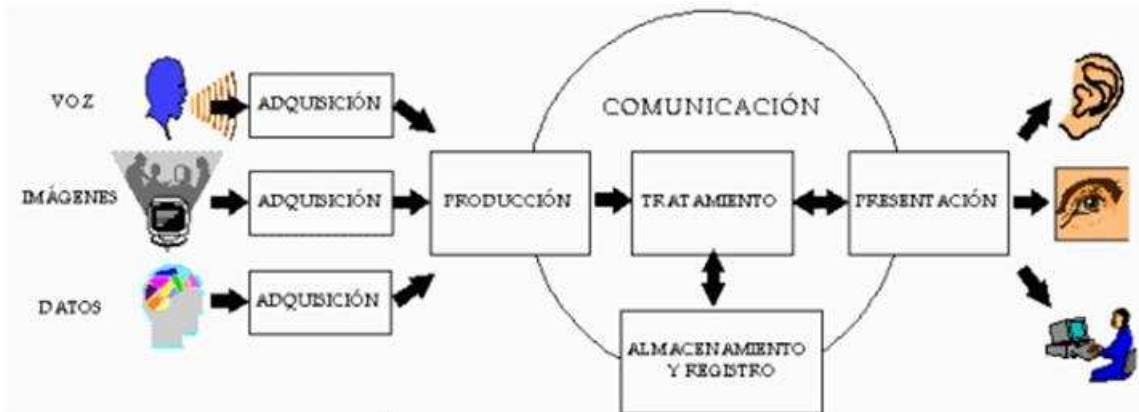 VOZ
ADQUISICIÓN
COMUNICACIÓN
IMÁGENES
ADQUISICIÓN
PRODUCCIÓN
TRATAMIENTO
PRESENTACIÓN
DATOS
ADQUISICIÓN
ALMACENAMIENTO
Y REGISTRO